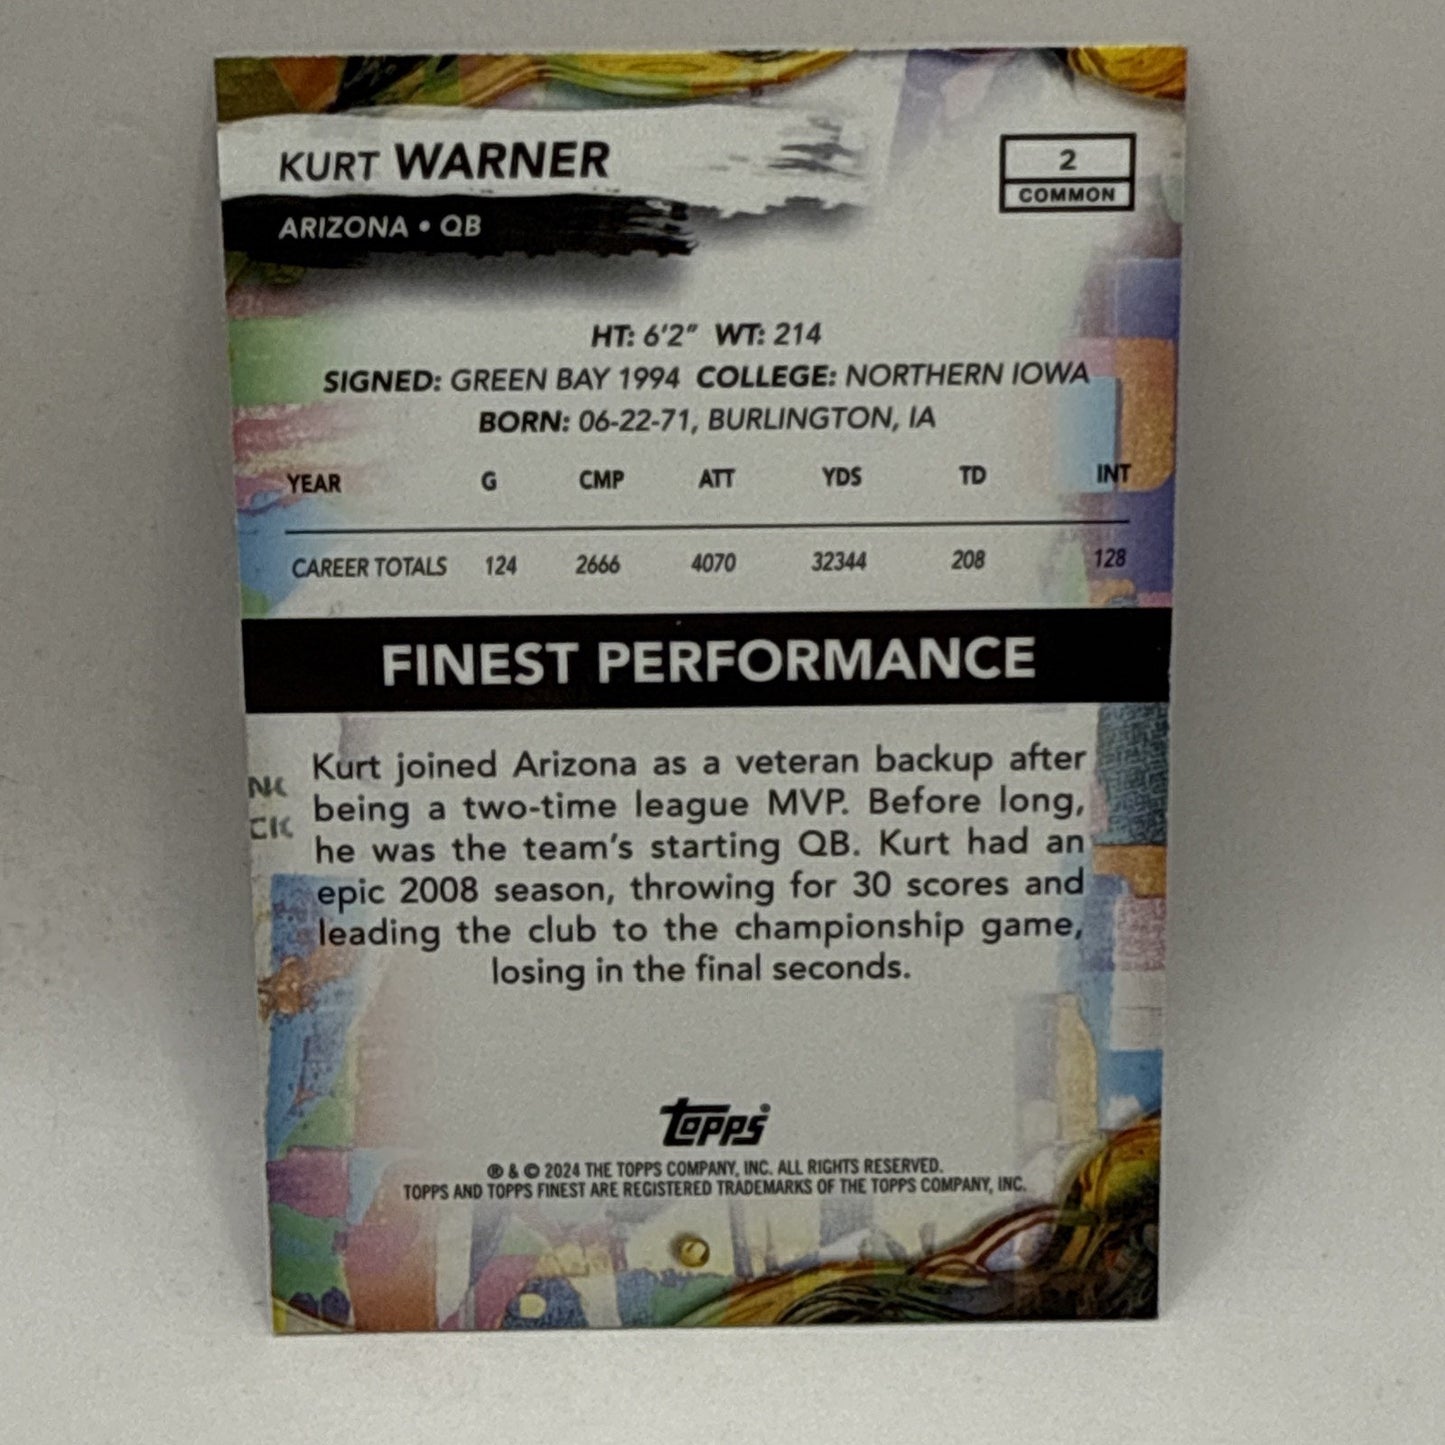 KURT WARNER
ARIZONA • QB
2
COMMON
HT: 6'2" WT: 214
SIGNED: GREEN BAY 1994 COLLEGE: NORTHERN IOWA
BORN: 06-22-71, BURLINGTON, IA
YEAR G CMP ATT YDS TD INT
CAREER TOTALS 124 2666 4070 32344 208 128
FINEST PERFORMANCE
Kurt joined Arizona as a veteran backup after
being a two-time league MVP. Before long,
he was the team's starting QB. Kurt had an
epic 2008 season, throwing for 30 scores and
leading the club to the championship game,
losing in the final seconds.
topps®
® & © 2024 THE TOPPS COMPANY, INC. ALL RIGHTS RESERVED.
TOPPS AND TOPPS FINEST ARE REGISTERED TRADEMARKS OF THE TOPPS COMPANY, INC.